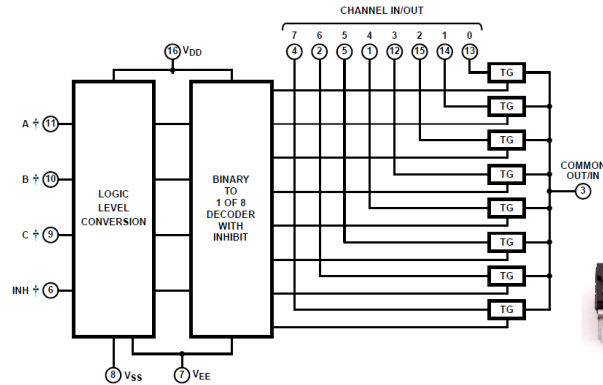 CHANNEL IN/OUT
7 6 5 4 3 2 1 0
4 2 5 1 12 15 14 13
16 VDD
TG
TG
A † 11
TG
COMMON
OUT/IN
B † 10
BINARY
TO
1 OF 8
DECODER
WITH
INHIBIT
LOGIC
LEVEL
CONVERSION
TG
3
TG
C † 9
TG
INH † 6
TG
TG
8 VSS
7 VEE